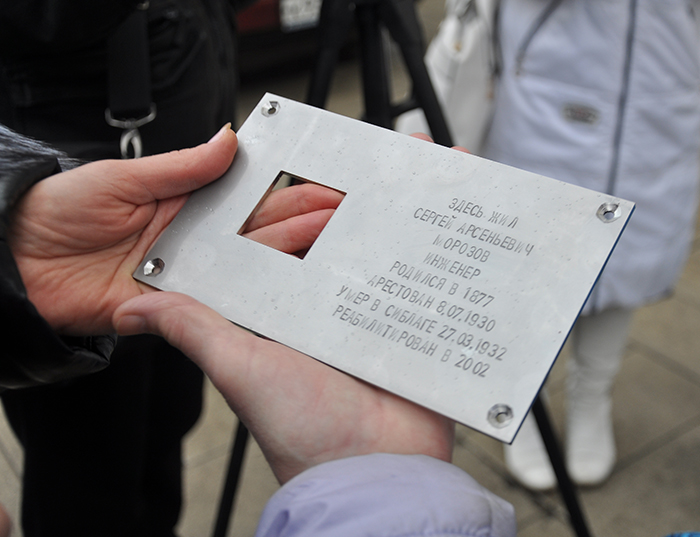 ЗДЕСЬ ЖИЛ
СЕРГЕЙ АРСЕНЬЕВИЧ
МОРОЗОВ
ИНЖЕНЕР
РОДИЛСЯ В 1877
АРЕСТОВАН 8.07.1930
УМЕР В СИБЛАГЕ 27.03.1932
РЕАБИЛИТИРОВАН В 2002